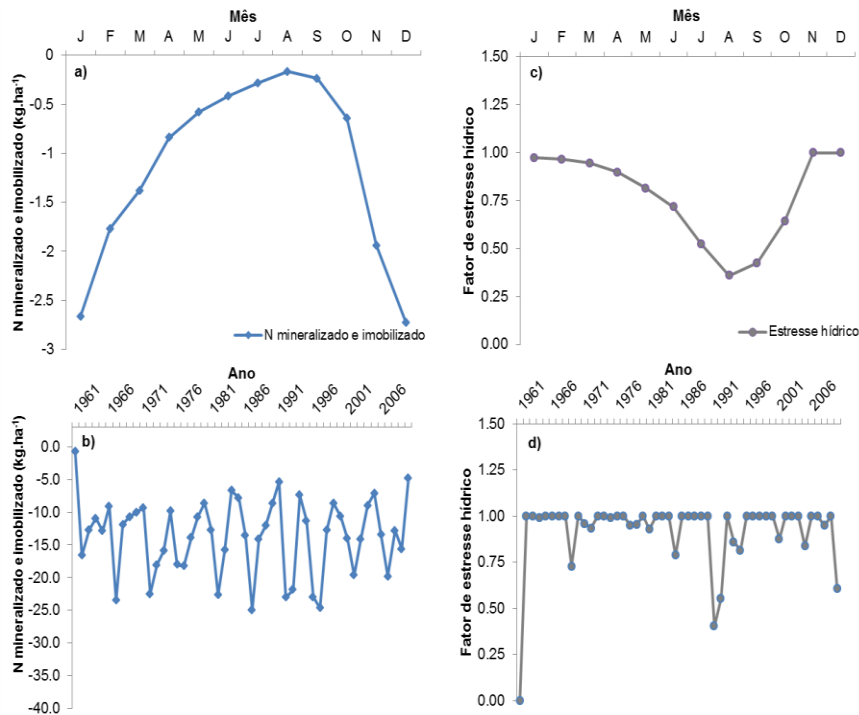 Mês
J F M A M J J A S O N D
0
-0.5
-1
-1.5
-2
-2.5
-3
N mineralizado e imobilizado (kg.ha⁻¹)
a)
N mineralizado e imobilizado
Mês
J F M A M J J A S O N D
1.50
1.25
1.00
0.75
0.50
0.25
0.00
Fator de estresse hídrico
c)
Estresse hídrico
Ano
1961 1966 1971 1976 1981 1986 1991 1996 2001 2006
0.0
-5.0
-10.0
-15.0
-20.0
-25.0
-30.0
-35.0
-40.0
N mineralizado e imobilizado (kg.ha⁻¹)
b)
Ano
1961 1966 1971 1976 1981 1986 1991 1996 2001 2006
1.50
1.25
1.00
0.75
0.50
0.25
0.00
Fator de estresse hídrico
d)